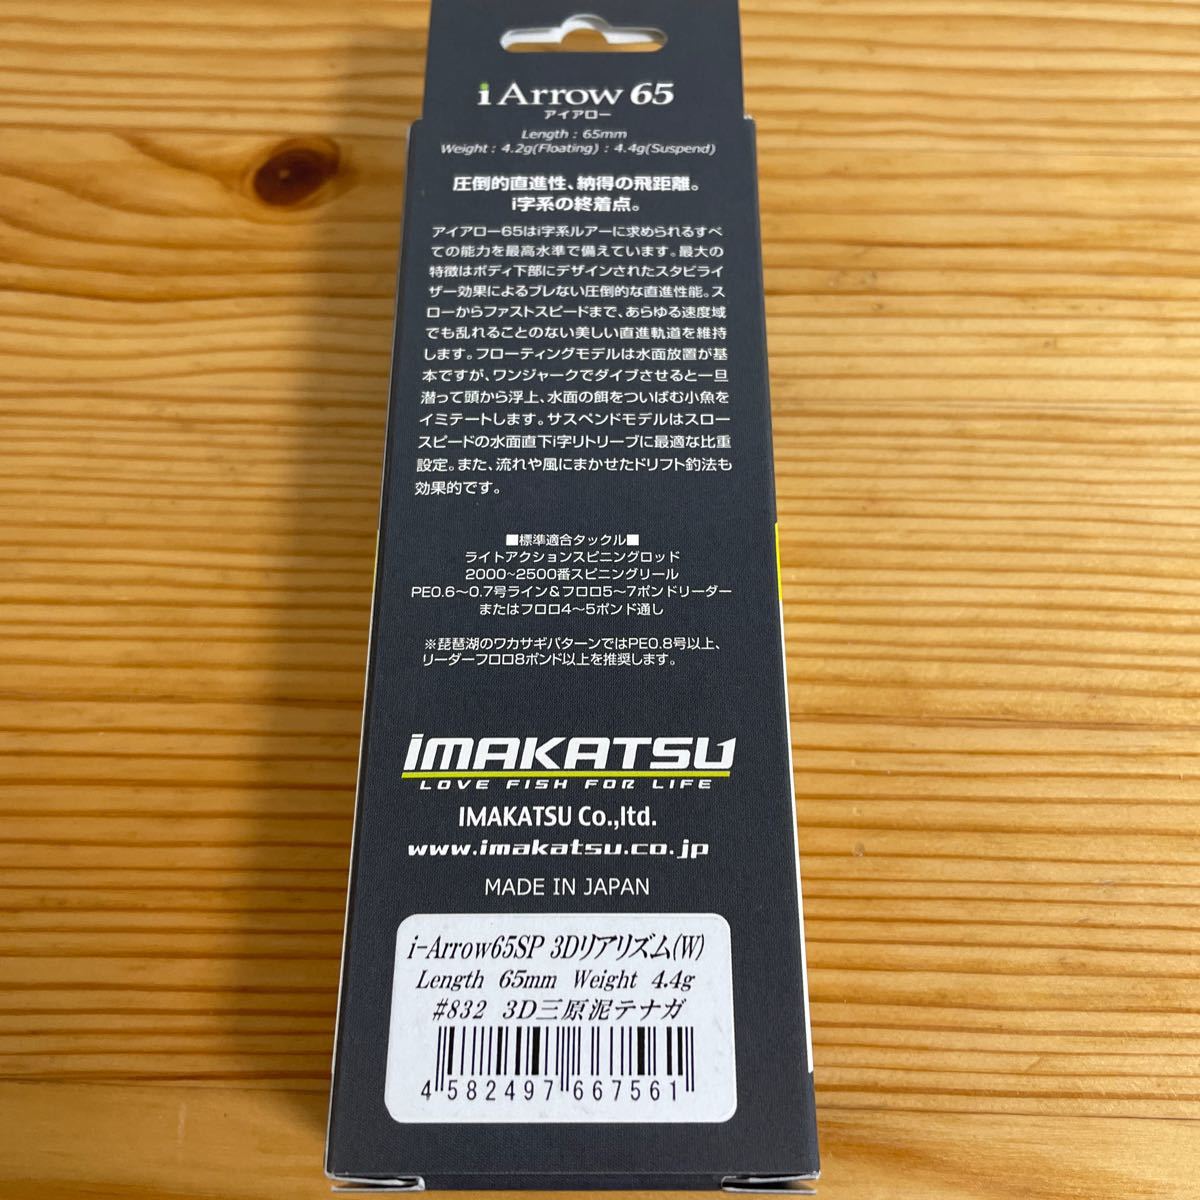 i Arrow 65
アイアロー
Length : 65mm
Weight : 4.2g(Floating) : 4.4g(Suspend)
圧倒的直進性、納得の飛距離。
i字系の終着点。
アイアロー65はi字系ルアーに求められるすべ
ての能力を最高水準で備えています。最大の
特徴はボディ下部にデザインされたスタビライ
ザー効果によるブレない圧倒的な直進性能。ス
ローからファストスピードまで、あらゆる速度域
でも乱れることのない美しい直進軌道を維持
します。フローティングモデルは水面放置が基
本ですが、ワンジャークでダイブさせると一旦
潜って頭から浮上、水面の餌をついばむ小魚を
イミテートします。サスペンドモデルはスロー
スピードの水面直下i字リトリーブに最適な比重
設定。また、流れや風にまかせたドリフト釣法も
効果的です。
■標準適合タックル■
ライトアクションスピニングロッド
2000~2500番スピニングリール
PE0.6〜0.7号ライン＆フロロ5〜7ポンドリーダー
またはフロロ4〜5ポンド通し
※琵琶湖のワカサギパターンではPE0.8号以上、
リーダーフロロ8ポンド以上を推奨します。
iMAKATSU
LOVE FISH FOR LIFE
IMAKATSU Co.,ltd.
www.imakatsu.co.jp
MADE IN JAPAN
i-Arrow65SP 3Dリアリズム(W)
Length 65mm Weight 4.4g
#832 3D三原泥テナガ
4 582497 667561